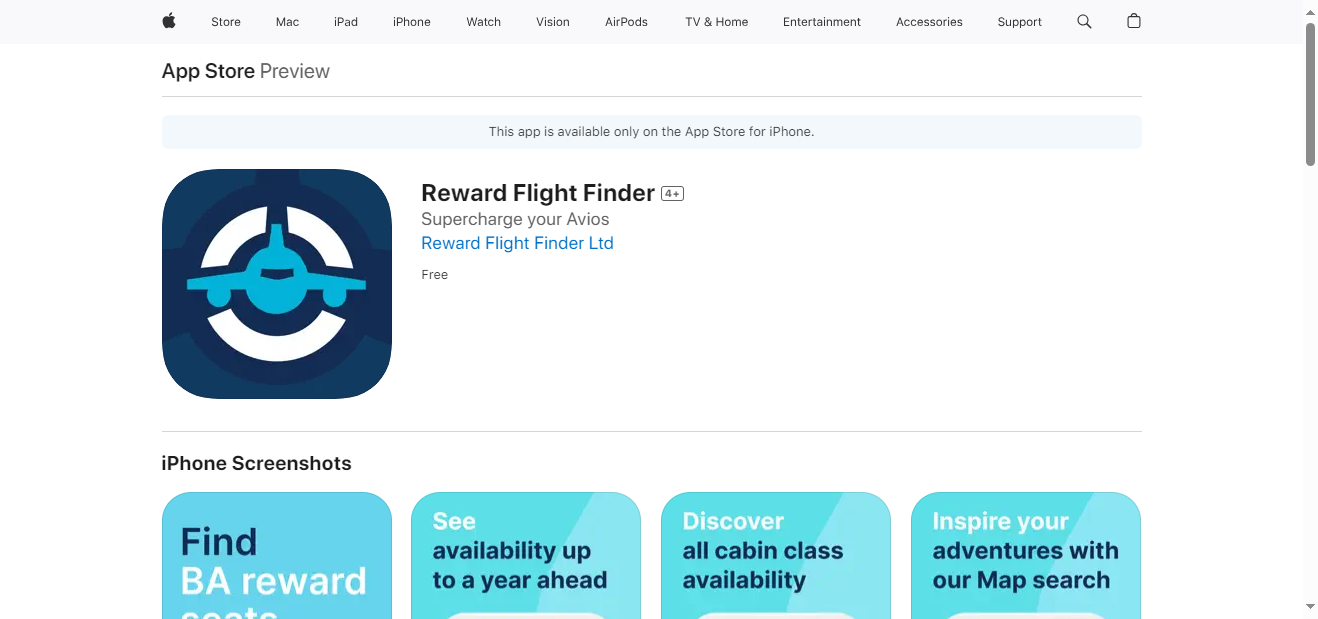 Store Mac iPad iPhone Watch Vision AirPods TV & Home Entertainment Accessories Support
App Store Preview
This app is available only on the App Store for iPhone.
Reward Flight Finder 4+
Supercharge your Avios
Reward Flight Finder Ltd
Free
iPhone Screenshots
Find
BA reward
seats
See
availability up
to a year ahead
Discover
all cabin class
availability
Inspire your
adventures with
our Map search